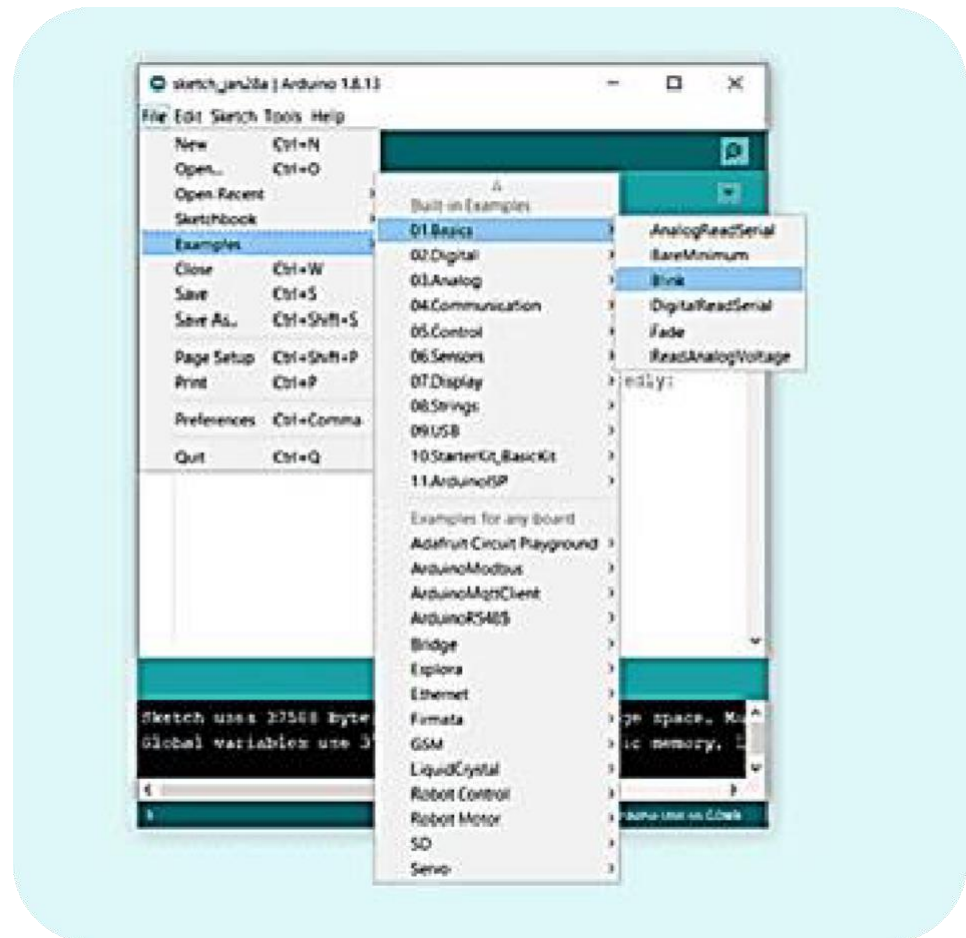 sketch_jan28a | Arduino 1.8.13
File Edit Sketch Tools Help
New Ctrl+N
Open... Ctrl+O
Open Recent
Sketchbook
Examples
Close Ctrl+W
Save Ctrl+S
Save As... Ctrl+Shift+S
Page Setup Ctrl+Shift+P
Print Ctrl+P
Preferences Ctrl+Comma
Quit Ctrl+Q
Built-in Examples
01.Basics
02.Digital
03.Analog
04.Communication
05.Control
06.Sensors
07.Display
08.Strings
09.USB
10.StarterKit_BasicKit
11.ArduinoISP
Examples for any board
Adafruit Circuit Playground
ArduinoModbus
ArduinoMqttClient
ArduinoRS485
Bridge
Esplora
Ethernet
Firmata
GSM
LiquidCrystal
Robot Control
Robot Motor
SD
Servo
AnalogReadSerial
BareMinimum
Blink
DigitalReadSerial
Fade
ReadAnalogVoltage
edly:
Sketch uses byte ge space.
Global variables use 3 ic memory,